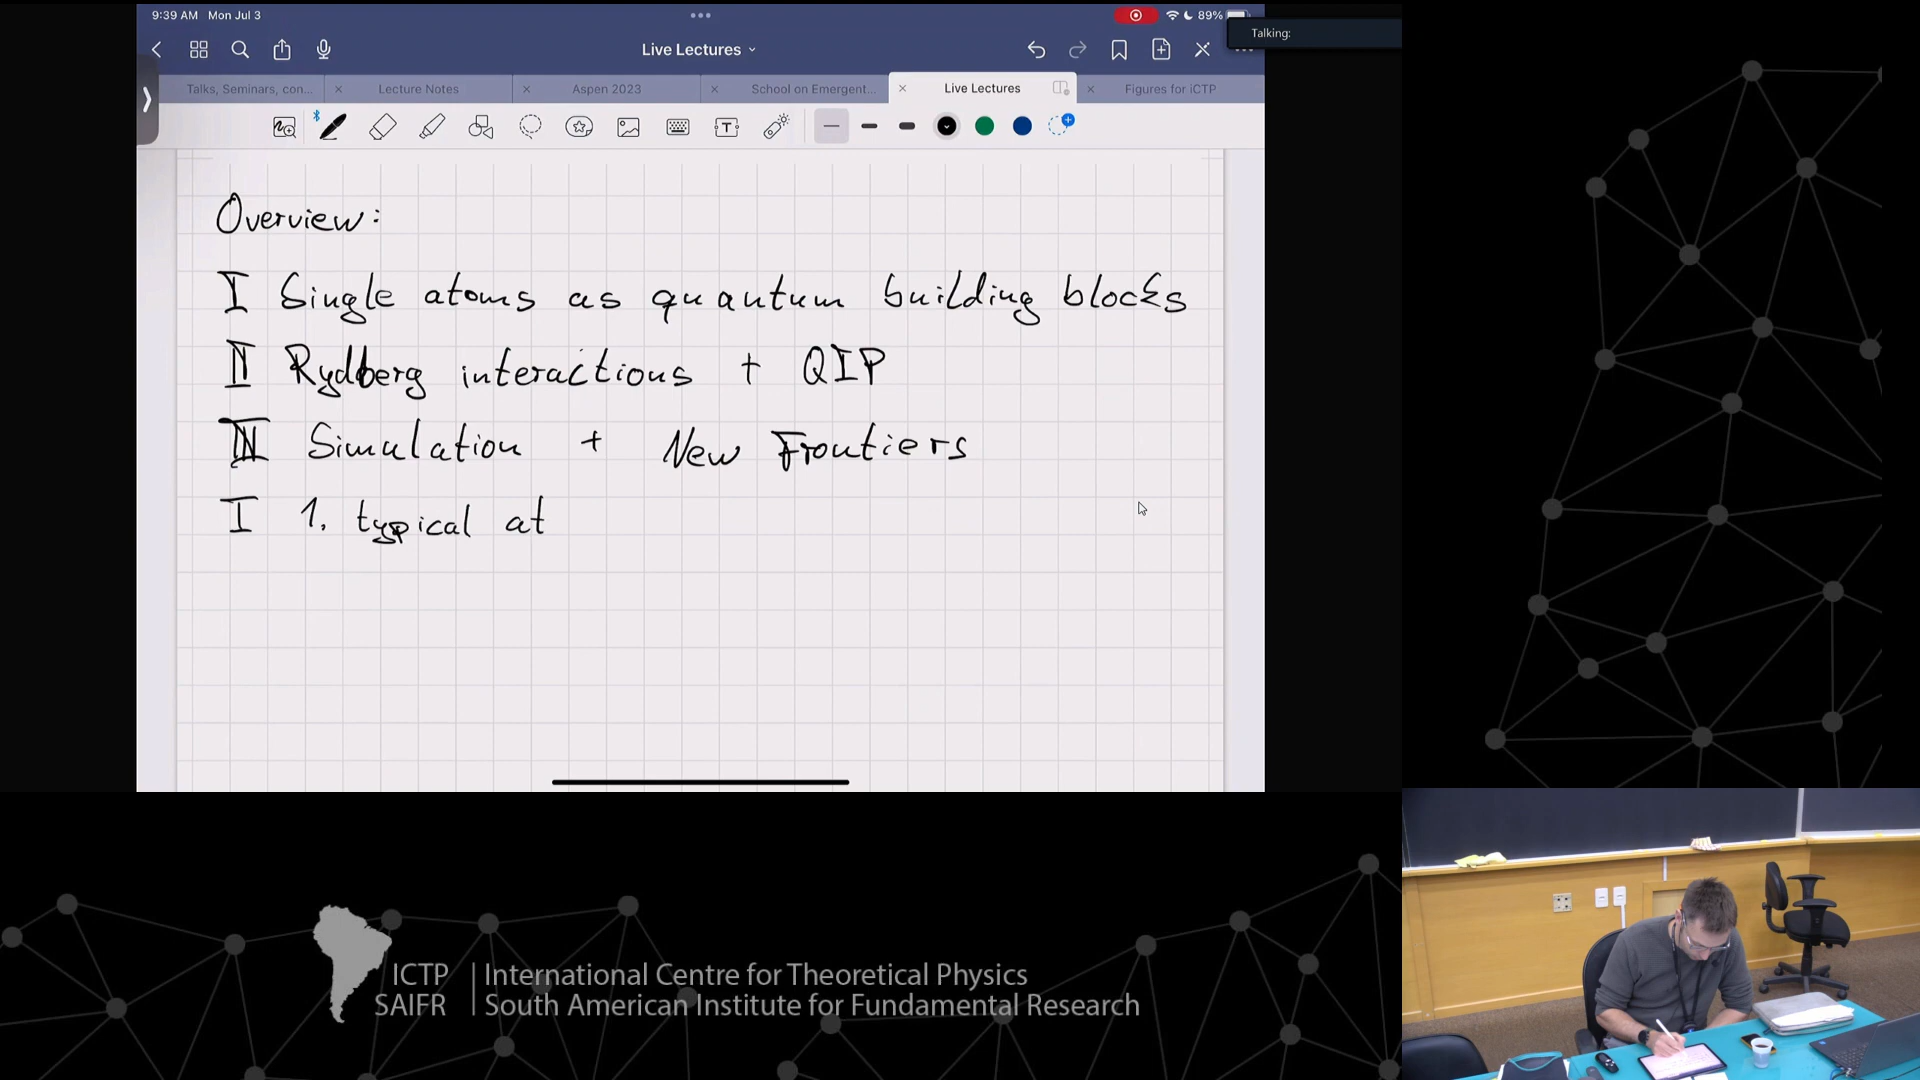 9:39 AM Mon Jul 3
89%
Talking:
Live Lectures
Talks, Seminars, con...
Lecture Notes
Aspen 2023
School on Emergent...
Live Lectures
Figures for iCTP
Overview:
I Single atoms as quantum building blocks
II Rydberg interactions + QIP
III Simulation + New Frontiers
I 1. typical at
ICTP International Centre for Theoretical Physics
SAIFR South American Institute for Fundamental Research